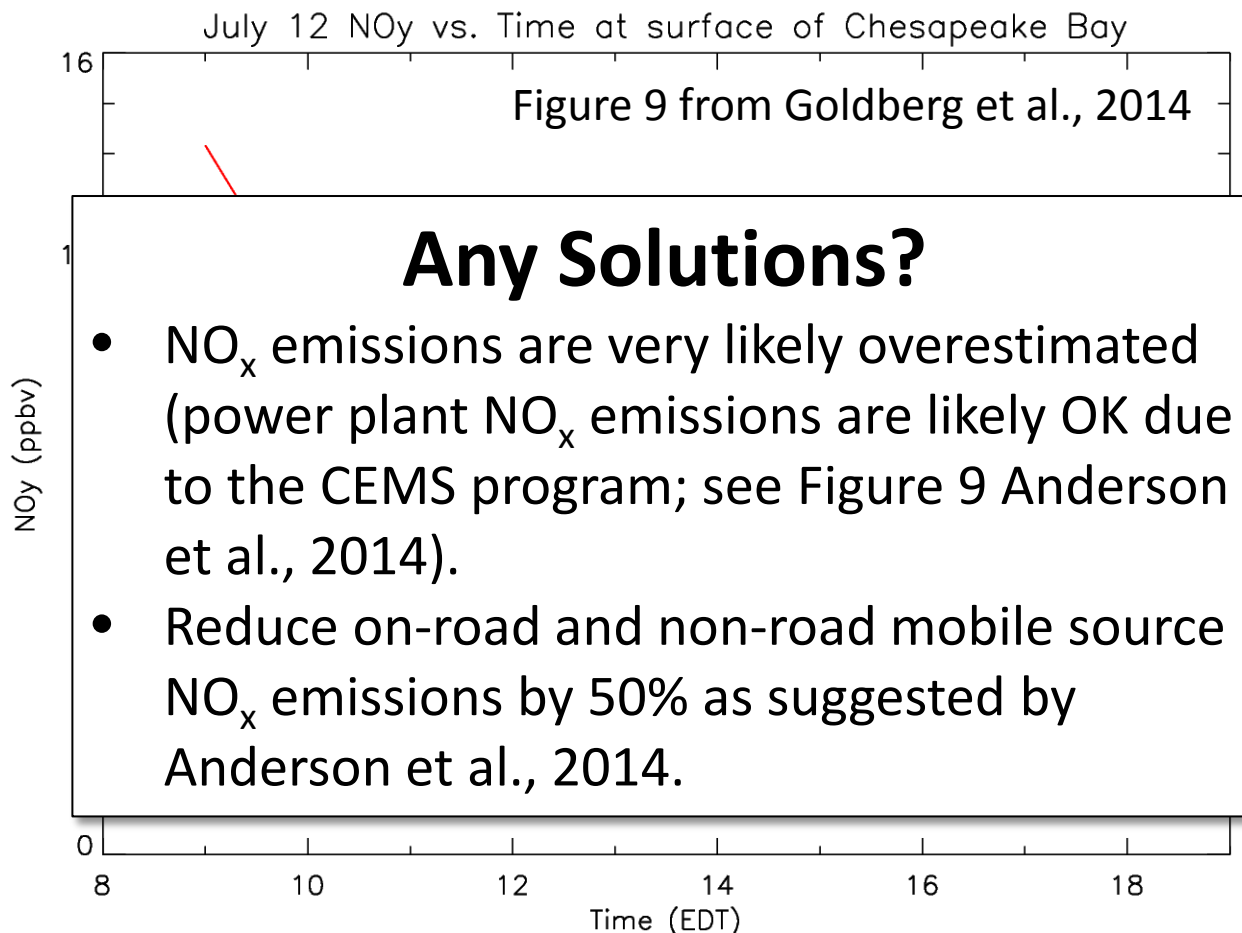 July 12 NOy vs. Time at surface of Chesapeake Bay
16
Figure 9 from Goldberg et al., 2014
1
Any Solutions?
• NOx emissions are very likely overestimated
(power plant NOx emissions are likely OK due
to the CEMS program; see Figure 9 Anderson
et al., 2014).
• Reduce on-road and non-road mobile source
NOx emissions by 50% as suggested by
Anderson et al., 2014.
NOy (ppbv)
0
8 10 12 14 16 18
Time (EDT)